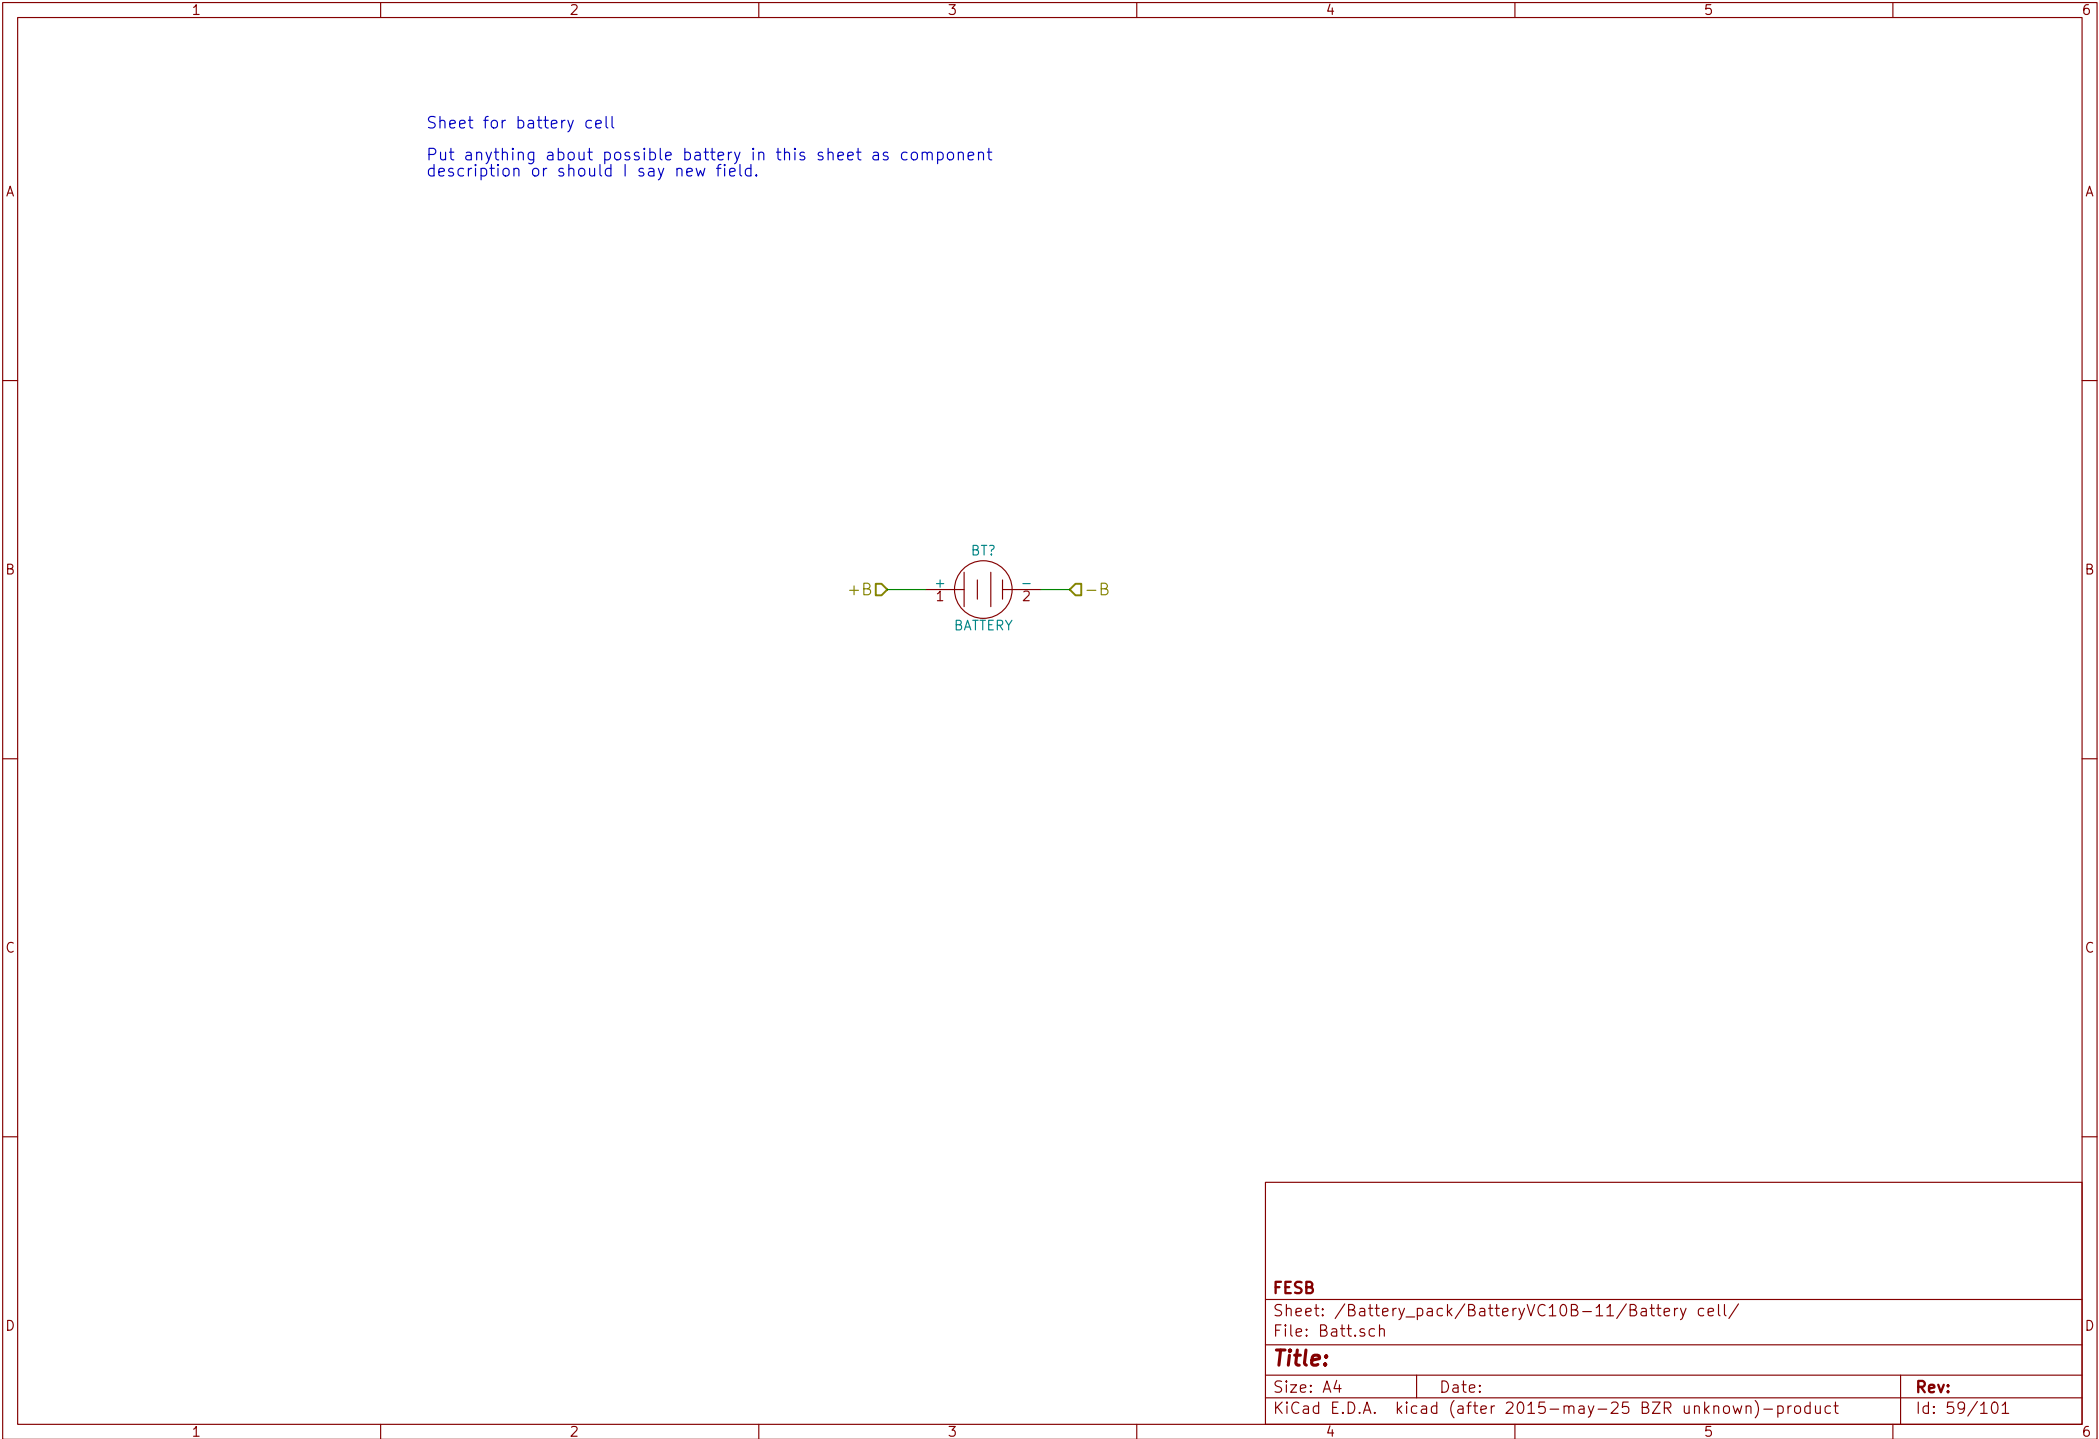 1 2 3 4 5 6
Sheet for battery cell
Put anything about possible battery in this sheet as component
description or should I say new field.
A A
BT?
B B
+B + - -B
1 2
BATTERY
C C
FESB
Sheet: /Battery_pack/BatteryVC10B-11/Battery cell/
D D
File: Batt.sch
Title:
Size: A4 Date: Rev:
KiCad E.D.A. kicad (after 2015-may-25 BZR unknown)-product Id: 59/101
1 2 3 4 5 6